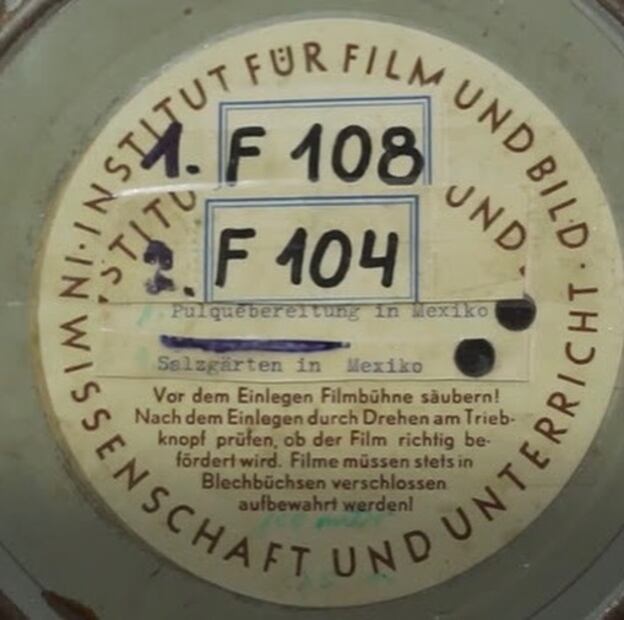 INSTITUT FÜR FILM UND BILD · IN WISSENSCHAFT UND UNTERRICHT
1. F 108
STITU UND
2. F 104
Pulquebereitung in Mexiko
Salzgärten in Mexiko
Vor dem Einlegen Filmbühne säubern!
Nach dem Einlegen durch Drehen am Trieb-
knopf prüfen, ob der Film richtig be-
fördert wird. Filme müssen stets in
Blechbüchsen verschlossen
aufbewahrt werden!